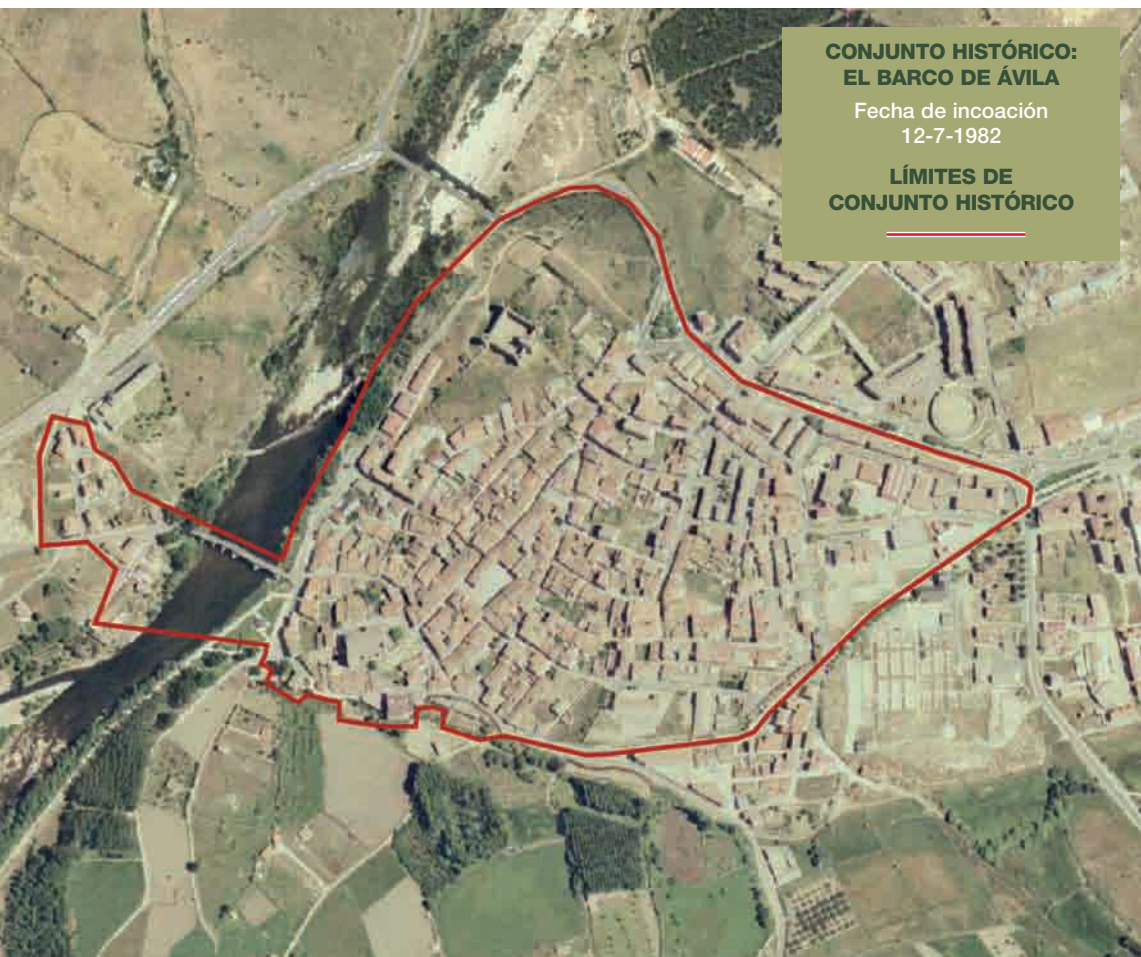 CONJUNTO HISTÓRICO:
EL BARCO DE ÁVILA
Fecha de incoación
12-7-1982
LÍMITES DE
CONJUNTO HISTÓRICO